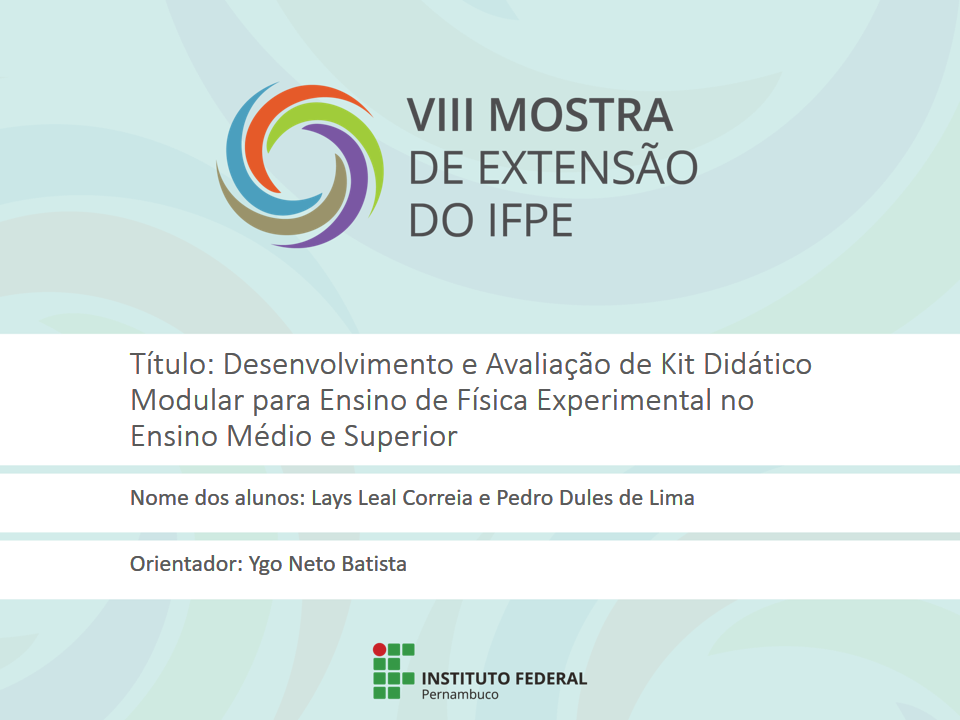 VIII MOSTRA
DE EXTENSÃO
DO IFPE
Título: Desenvolvimento e Avaliação de Kit Didático
Modular para Ensino de Física Experimental no
Ensino Médio e Superior
Nome dos alunos: Lays Leal Correia e Pedro Dules de Lima
Orientador: Ygo Neto Batista
INSTITUTO FEDERAL
Pernambuco